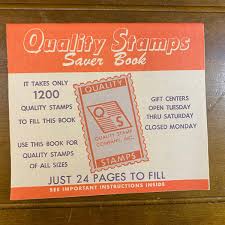 Quality Stamps
Saver Book
IT TAKES ONLY
1200
QUALITY STAMPS
TO FILL THIS BOOK
USE THIS BOOK FOR
QUALITY STAMPS
OF ALL SIZES
QUALITY
Q
S
QUALITY STAMP
COMPANY, INC.
STAMPS
GIFT CENTERS
OPEN TUESDAY
THRU SATURDAY
CLOSED MONDAY
JUST 24 PAGES TO FILL
SEE IMPORTANT INSTRUCTIONS INSIDE